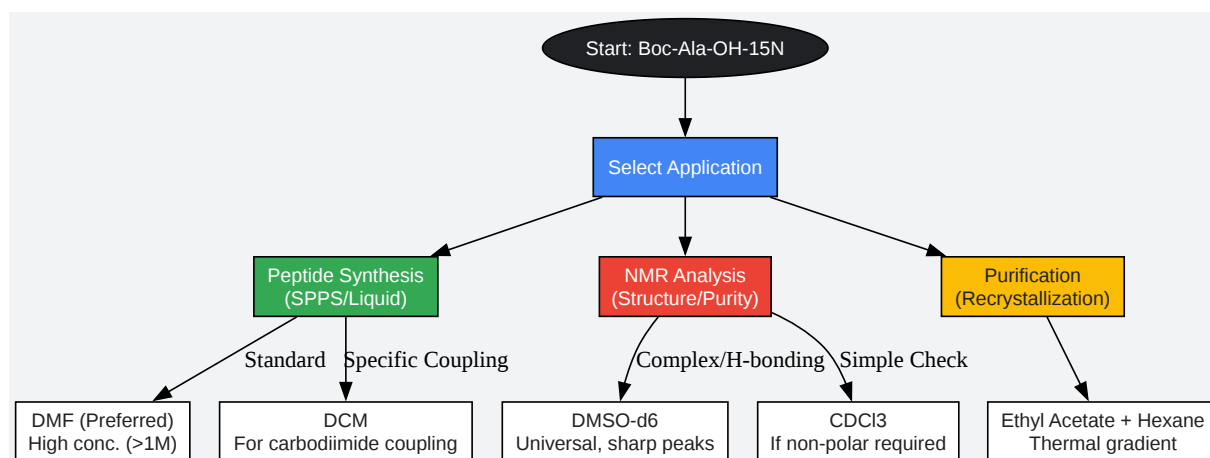 Start: Boc-Ala-OH-15N
Select Application
Peptide Synthesis
(SPPS/Liquid)
NMR Analysis
(Structure/Purity)
Purification
(Recrystallization)
Standard
Specific Coupling
Complex/H-bonding
Simple Check
DMF (Preferred)
High conc. (>1M)
DCM
For carbodiimide coupling
DMSO-d6
Universal, sharp peaks
CDCl3
If non-polar required
Ethyl Acetate + Hexane
Thermal gradient